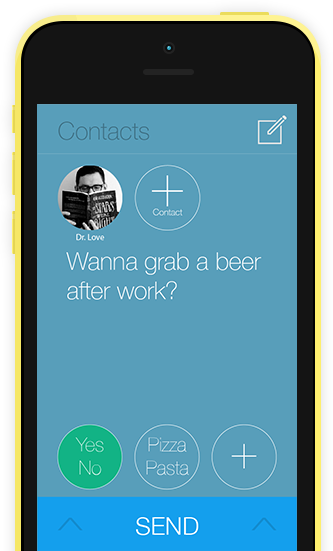 Contacts
Contact
Dr. Love
Wanna grab a beer
after work?
Yes
No
Pizza
Pasta
SEND